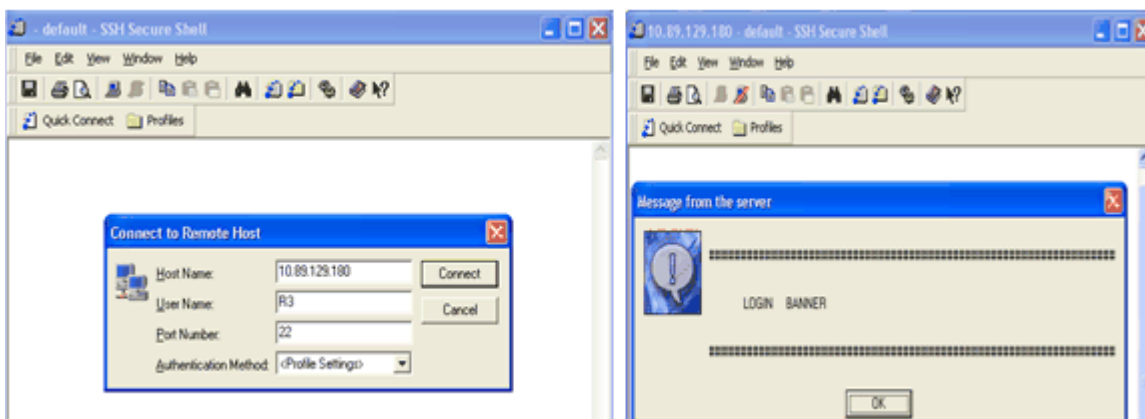 - default - SSH Secure Shell
File Edit View Window Help
Quick Connect Profiles
Connect to Remote Host
Host Name: 10.89.129.180 Connect
User Name: R3 Cancel
Port Number: 22
Authentication Method: <Profile Settings>
10.89.129.180 - default - SSH Secure Shell
File Edit View Window Help
Quick Connect Profiles
Message from the server
LOGIN BANNER
OK